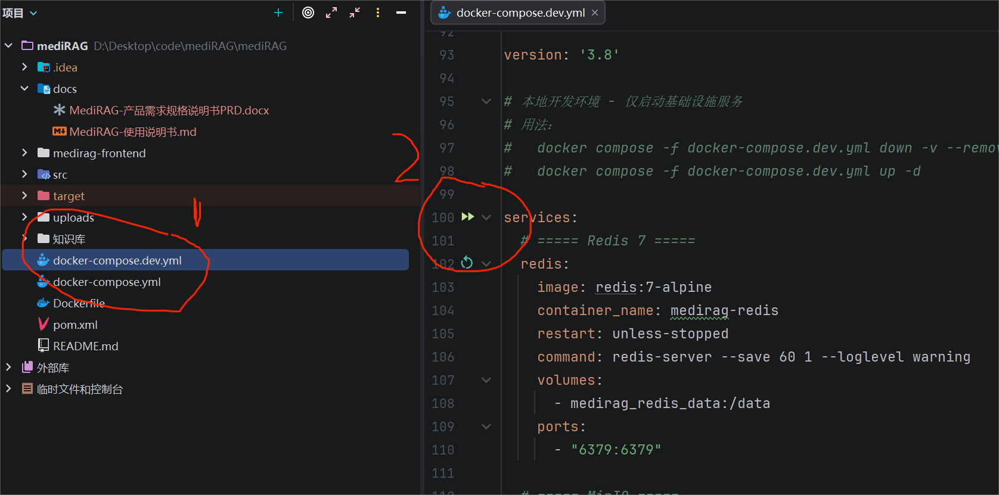 项目
docker-compose.dev.yml
mediRAG D:\Desktop\code\mediRAG\mediRAG
.idea
docs
MediRAG-产品需求规格说明书PRD.docx
MediRAG-使用说明书.md
medirag-frontend
src
target
uploads
知识库
docker-compose.dev.yml
docker-compose.yml
Dockerfile
pom.xml
README.md
外部库
临时文件和控制台
1
2
92
93 version: '3.8'
94
95 # 本地开发环境 - 仅启动基础设施服务
96 # 用法:
97 # docker compose -f docker-compose.dev.yml down -v --remov
98 # docker compose -f docker-compose.dev.yml up -d
99
100 services:
101 # ===== Redis 7 =====
102 redis:
103 image: redis:7-alpine
104 container_name: medirag-redis
105 restart: unless-stopped
106 command: redis-server --save 60 1 --loglevel warning
107 volumes:
108 - medirag_redis_data:/data
109 ports:
110 - "6379:6379"
111
112 # ===== MinIO =====